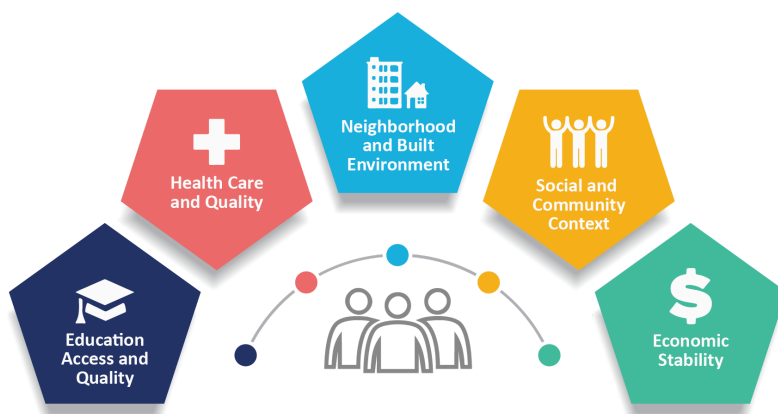 Education
Access and
Quality
Health Care
and Quality
Neighborhood
and Built
Environment
Social and
Community
Context
$
Economic
Stability